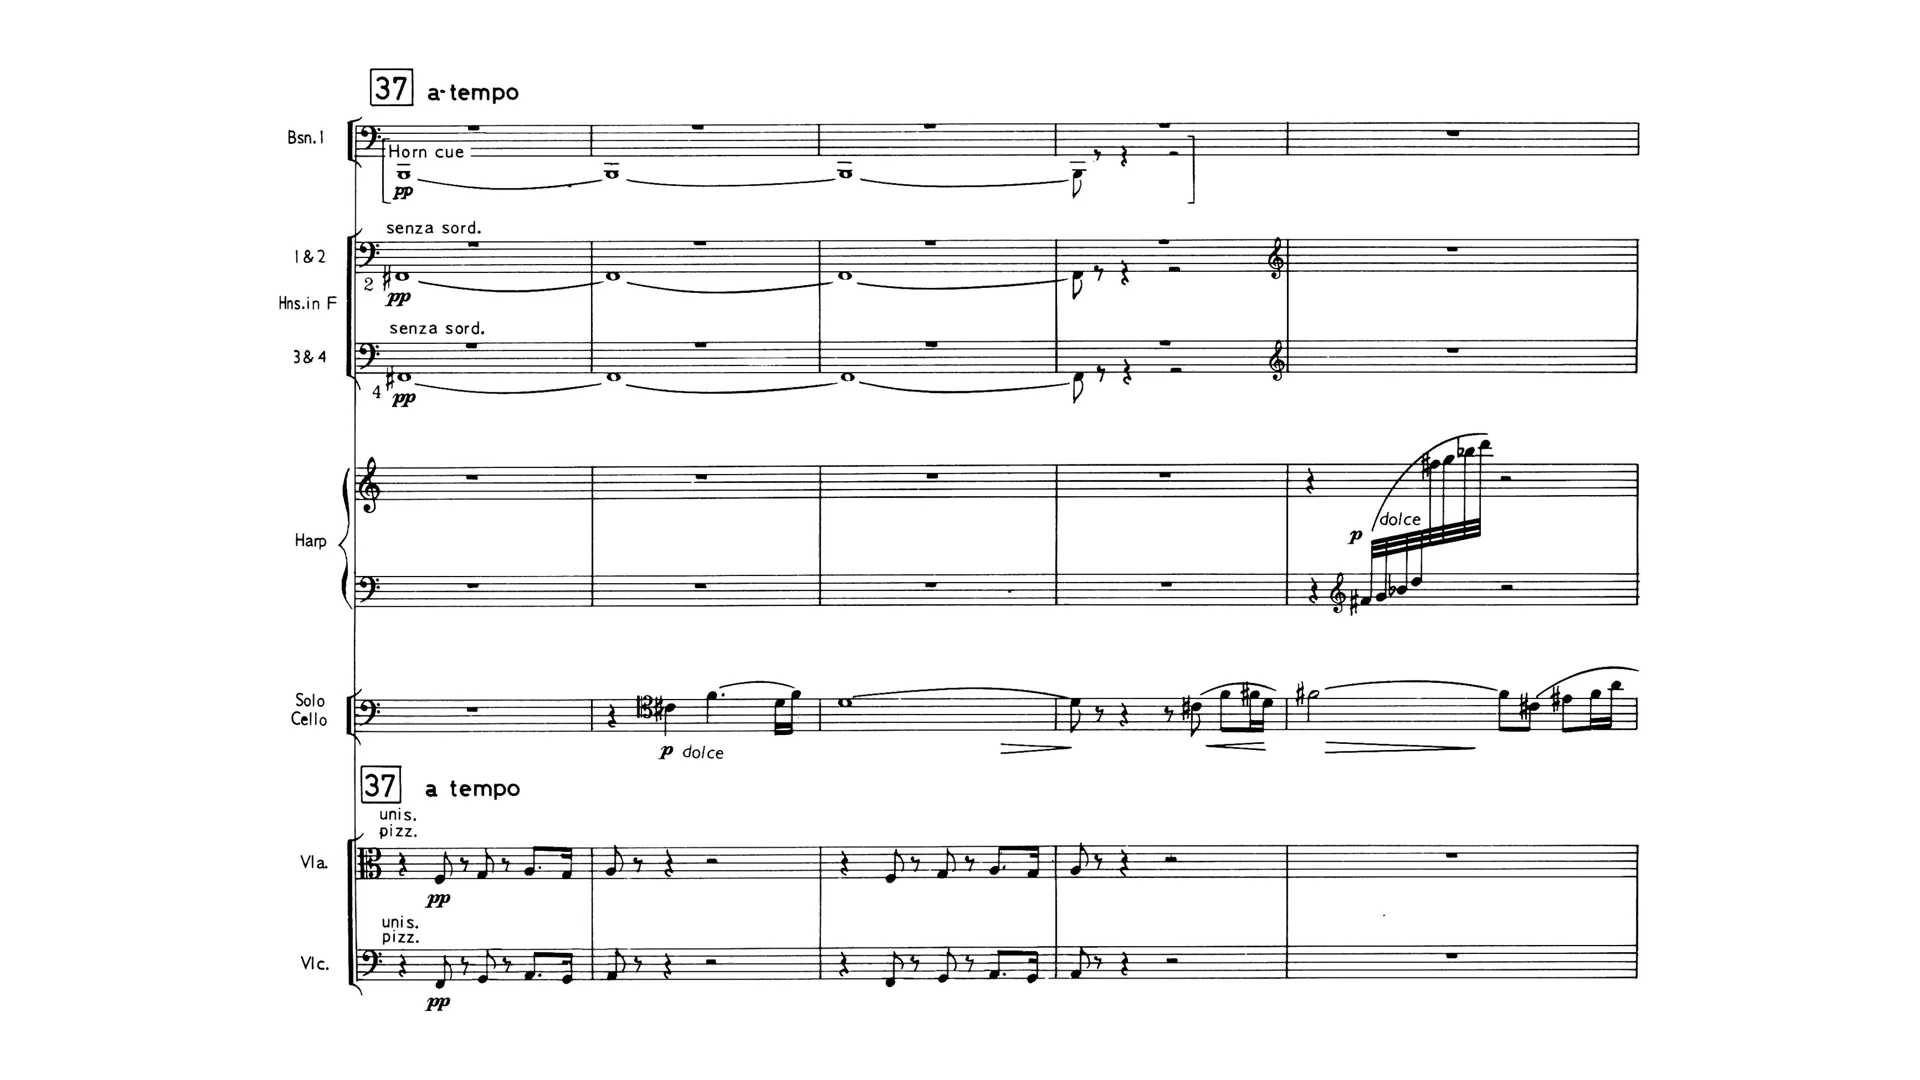 37 a tempo
Bsn. 1
Horn cue
pp
senza sord.
1 & 2
2
pp
Hns. in F
senza sord.
3 & 4
4
pp
dolce
p
Harp
Solo
Cello
p dolce
37 a tempo
unis.
pizz.
Vla.
pp
unis.
pizz.
Vlc.
pp